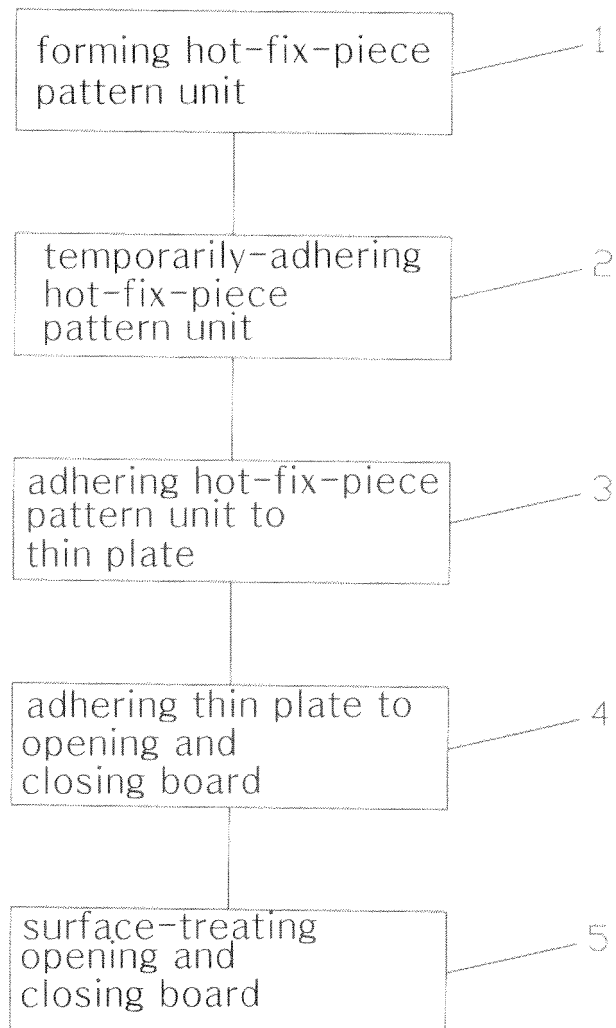 forming hot-fix-piece
pattern unit
1
temporarily-adhering
hot-fix-piece
pattern unit
2
adhering hot-fix-piece
pattern unit to
thin plate
3
adhering thin plate to
opening and
closing board
4
surface-treating
opening and
closing board
5